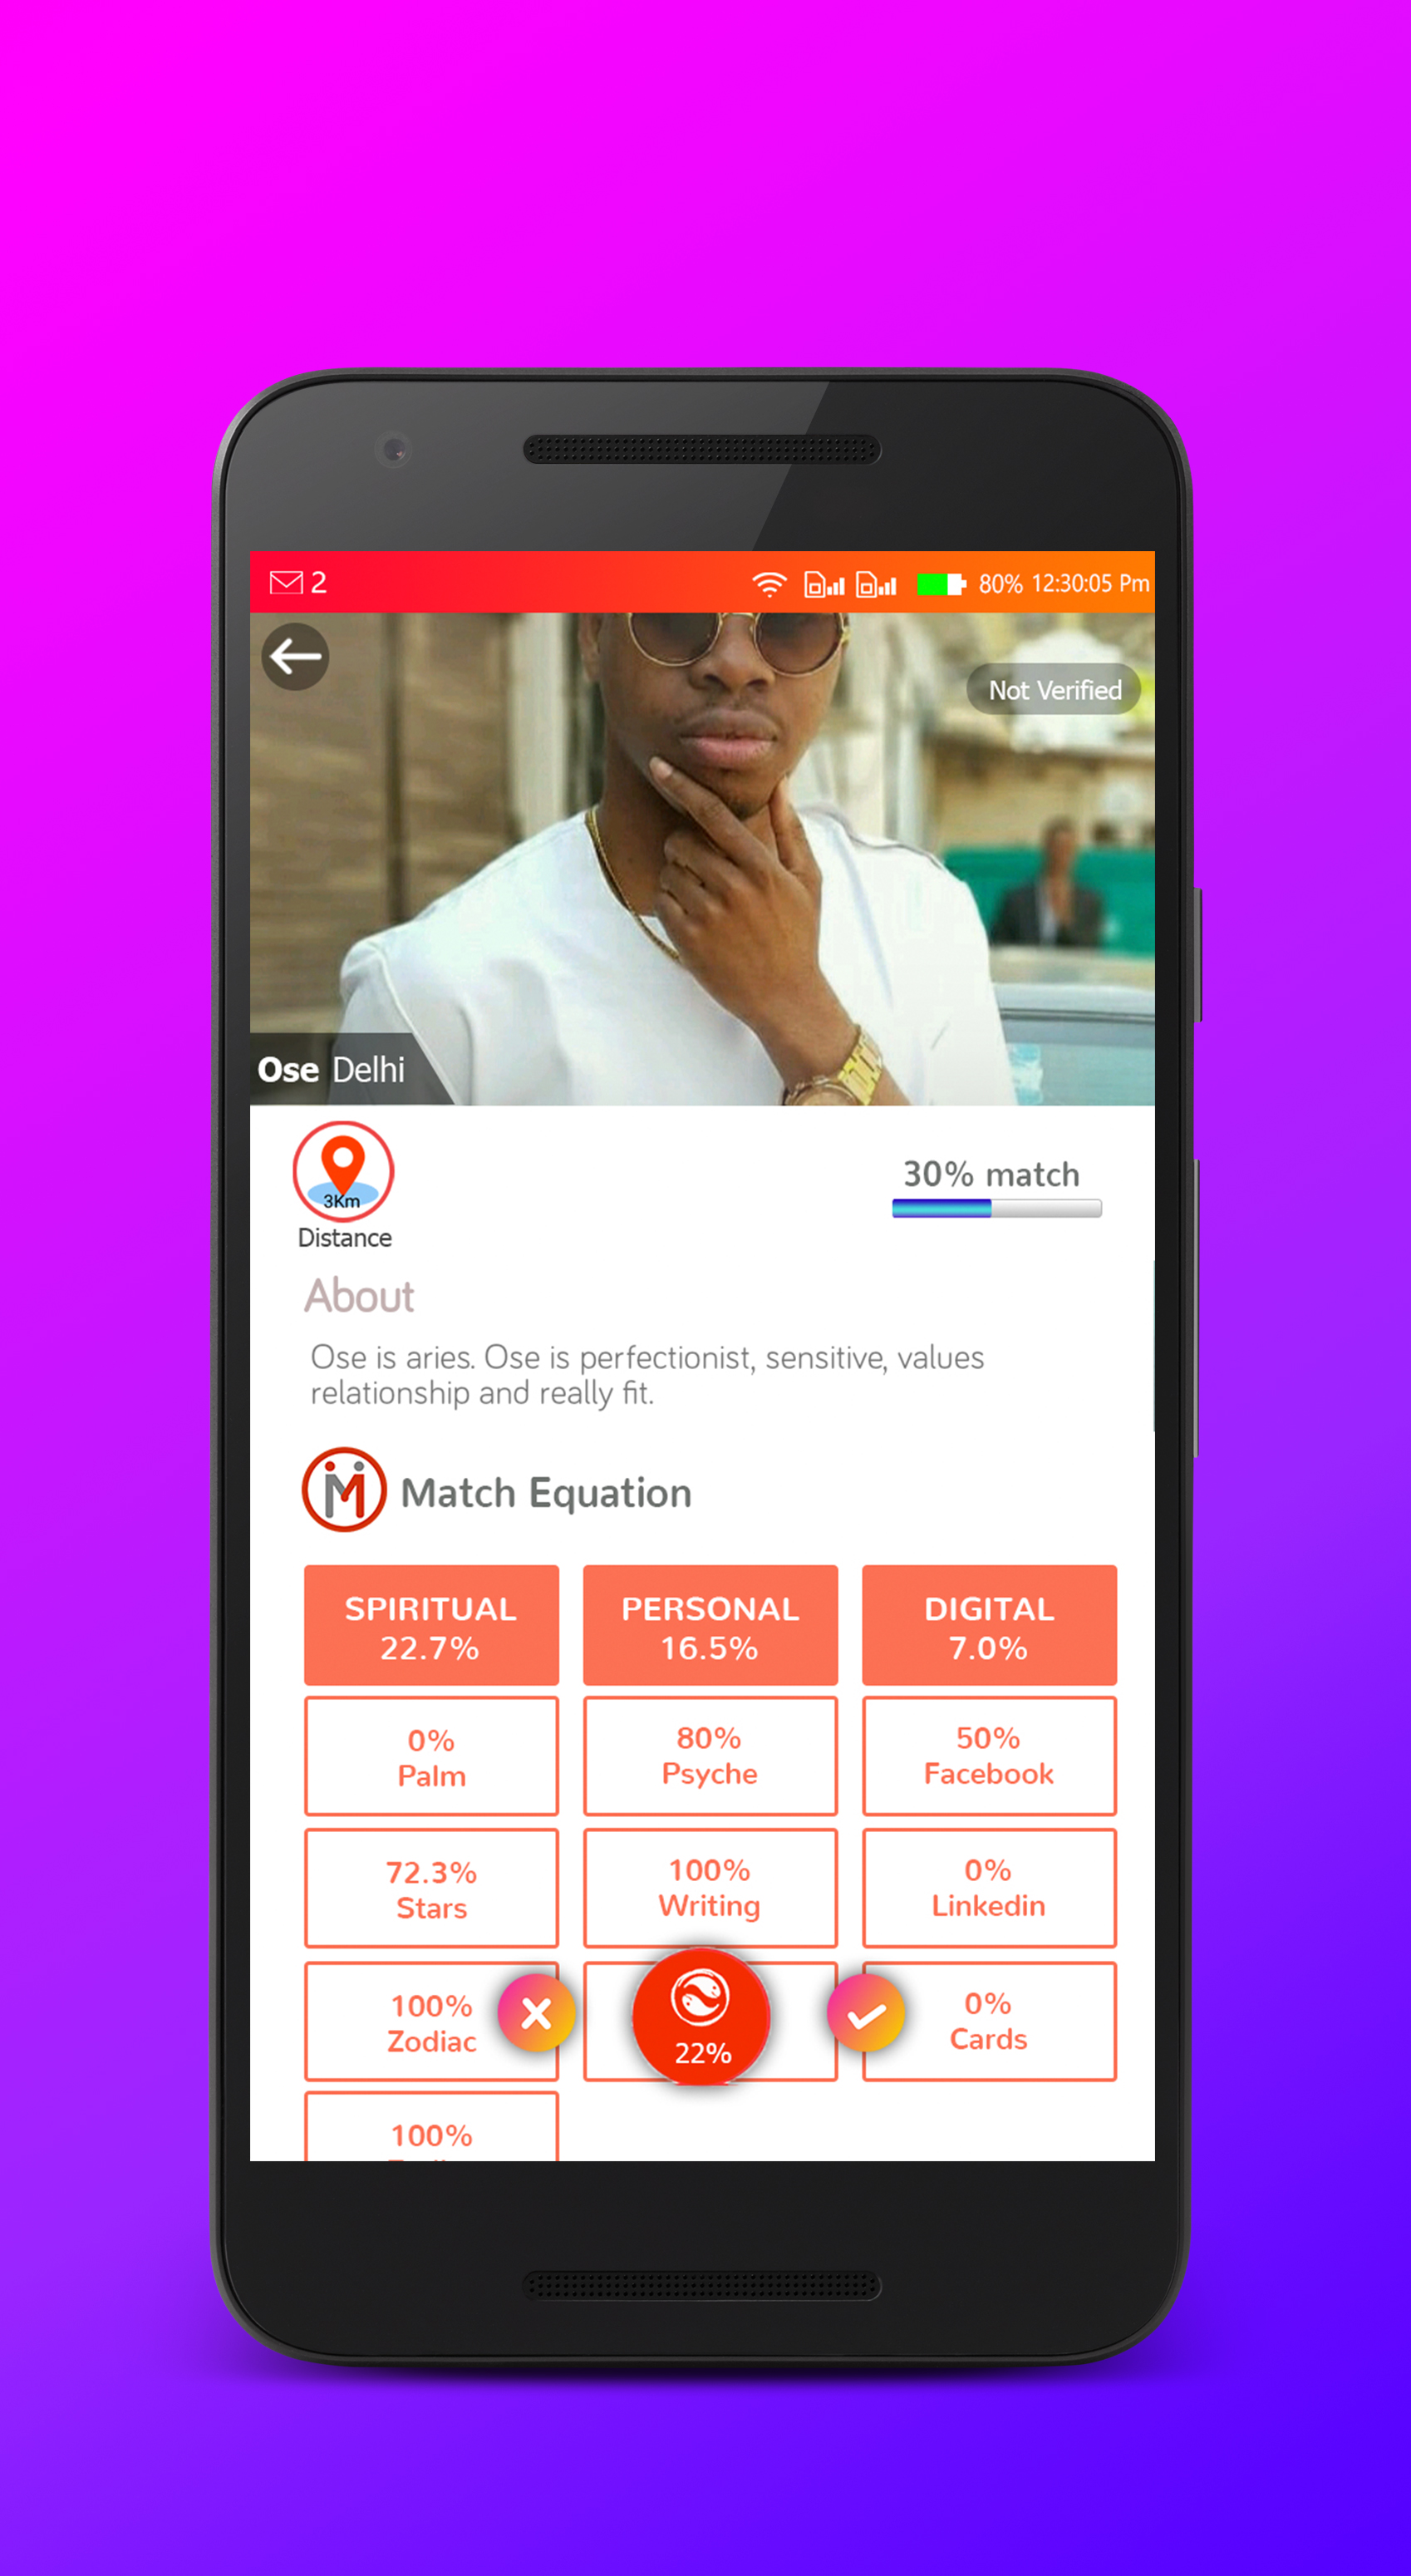 2
80% 12:30:05 Pm
Not Verified
Ose Delhi
3Km
Distance
30% match
About
Ose is aries. Ose is perfectionist, sensitive, values
relationship and really fit.
Match Equation
SPIRITUAL
22.7%
PERSONAL
16.5%
DIGITAL
7.0%
0%
Palm
80%
Psyche
50%
Facebook
72.3%
Stars
100%
Writing
0%
Linkedin
100%
Zodiac
22%
0%
Cards
100%